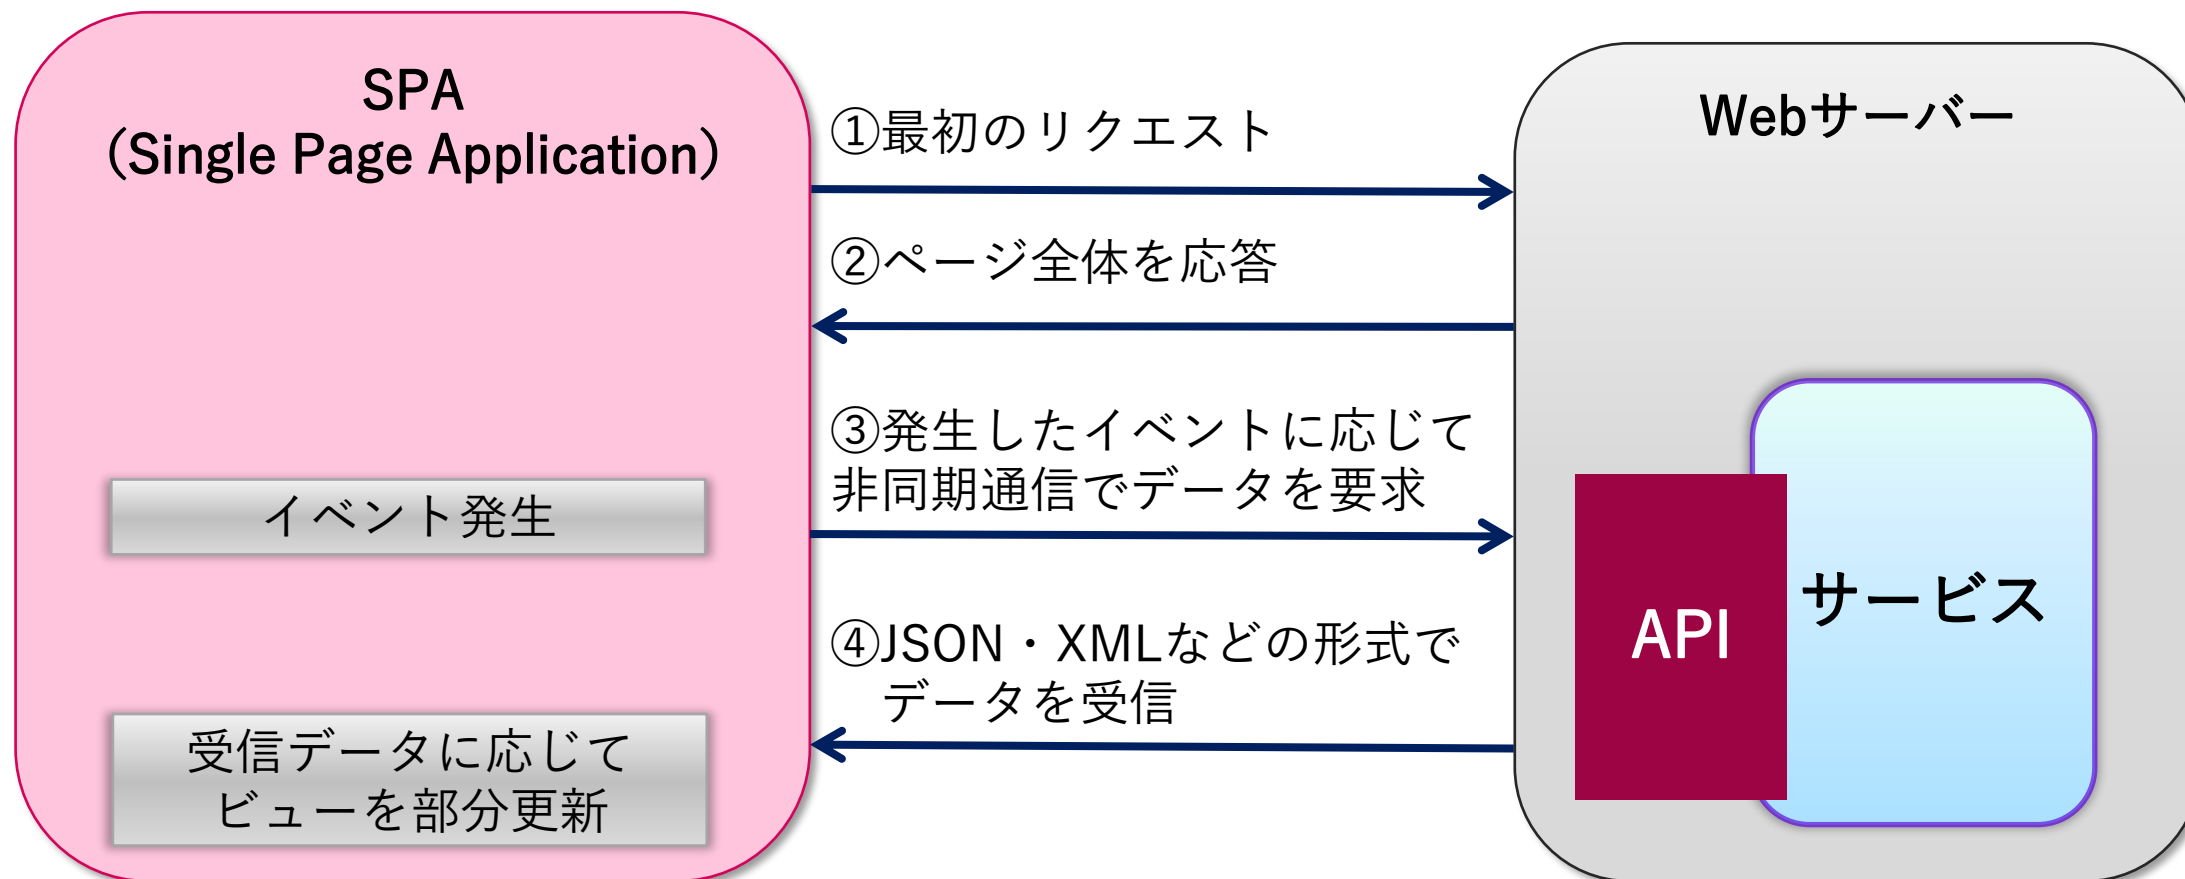 SPA
(Single Page Application)
①最初のリクエスト
Webサーバー
②ページ全体を応答
③発生したイベントに応じて
非同期通信でデータを要求
イベント発生
サービス
API
④JSON・XMLなどの形式で
データを受信
受信データに応じて
ビューを部分更新